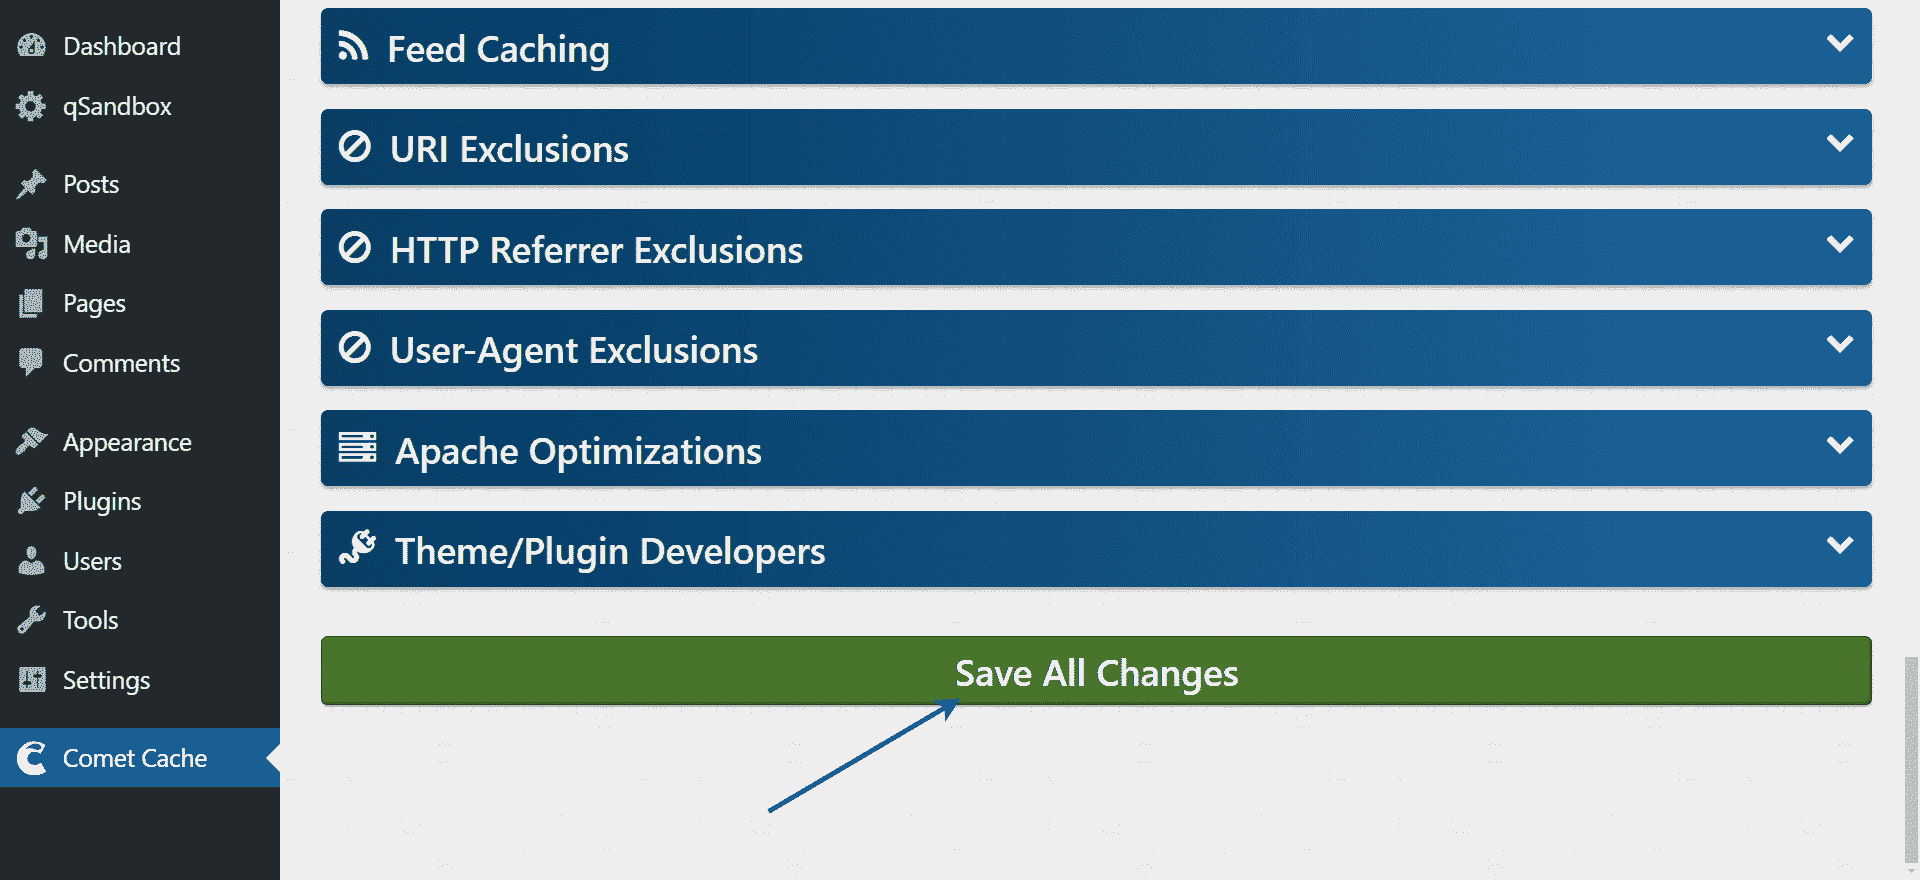 Dashboard
qSandbox
Posts
Media
Pages
Comments
Appearance
Plugins
Users
Tools
Settings
Comet Cache
Feed Caching
URI Exclusions
HTTP Referrer Exclusions
User-Agent Exclusions
Apache Optimizations
Theme/Plugin Developers
Save All Changes